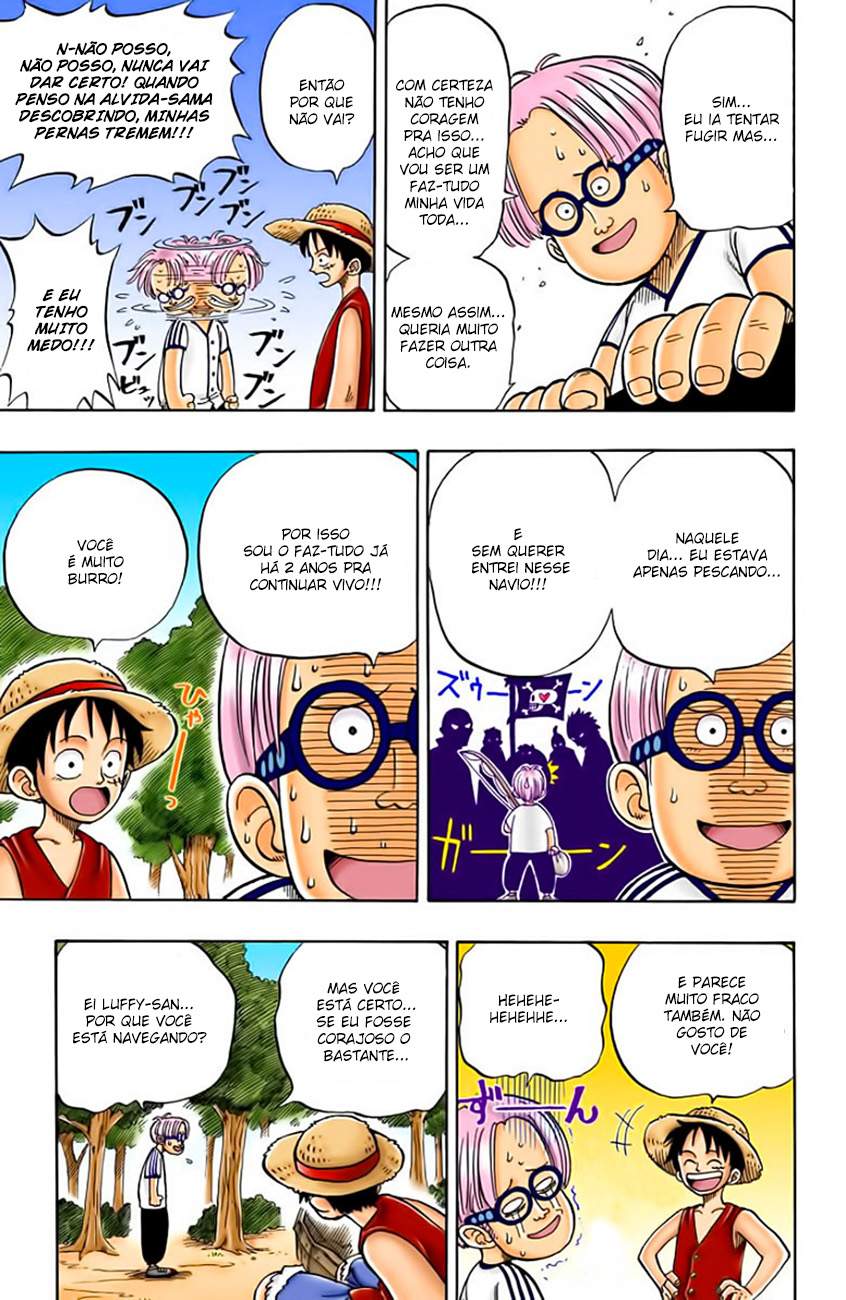 SIM...
EU IA TENTAR
FUGIR MAS...
COM CERTEZA
NÃO TENHO
CORAGEM
PRA ISSO...
ACHO QUE
VOU SER UM
FAZ-TUDO
MINHA VIDA
TODA...
MESMO ASSIM...
QUERIA MUITO
FAZER OUTRA
COISA.
ENTÃO
POR QUE
NÃO VAI?
N-NÃO POSSO,
NÃO POSSO, NUNCA VAI
DAR CERTO! QUANDO
PENSO NA ALVIDA-SAMA
DESCOBRINDO, MINHAS
PERNAS TREMEM!!!
E EU
TENHO
MUITO
MEDO!!!
ブン
ブン
ブン
ブン
ブン
ビュッ
NAQUELE
DIA... EU ESTAVA
APENAS PESCANDO...
E
SEM QUERER
ENTREI NESSE
NAVIO!!!
ズゥーーン
ガーーン
POR ISSO
SOU O FAZ-TUDO JÁ
HÁ 2 ANOS PRA
CONTINUAR VIVO!!!
VOCÊ
É MUITO
BURRO!
ひゃーっ
E PARECE
MUITO FRACO
TAMBÉM. NÃO
GOSTO DE
VOCÊ!
HEHEHE-
HEHEHHE...
ずーーん
MAS VOCÊ
ESTÁ CERTO...
SE EU FOSSE
CORAJOSO O
BASTANTE...
EI LUFFY-SAN...
POR QUE VOCÊ
ESTÁ NAVEGANDO?